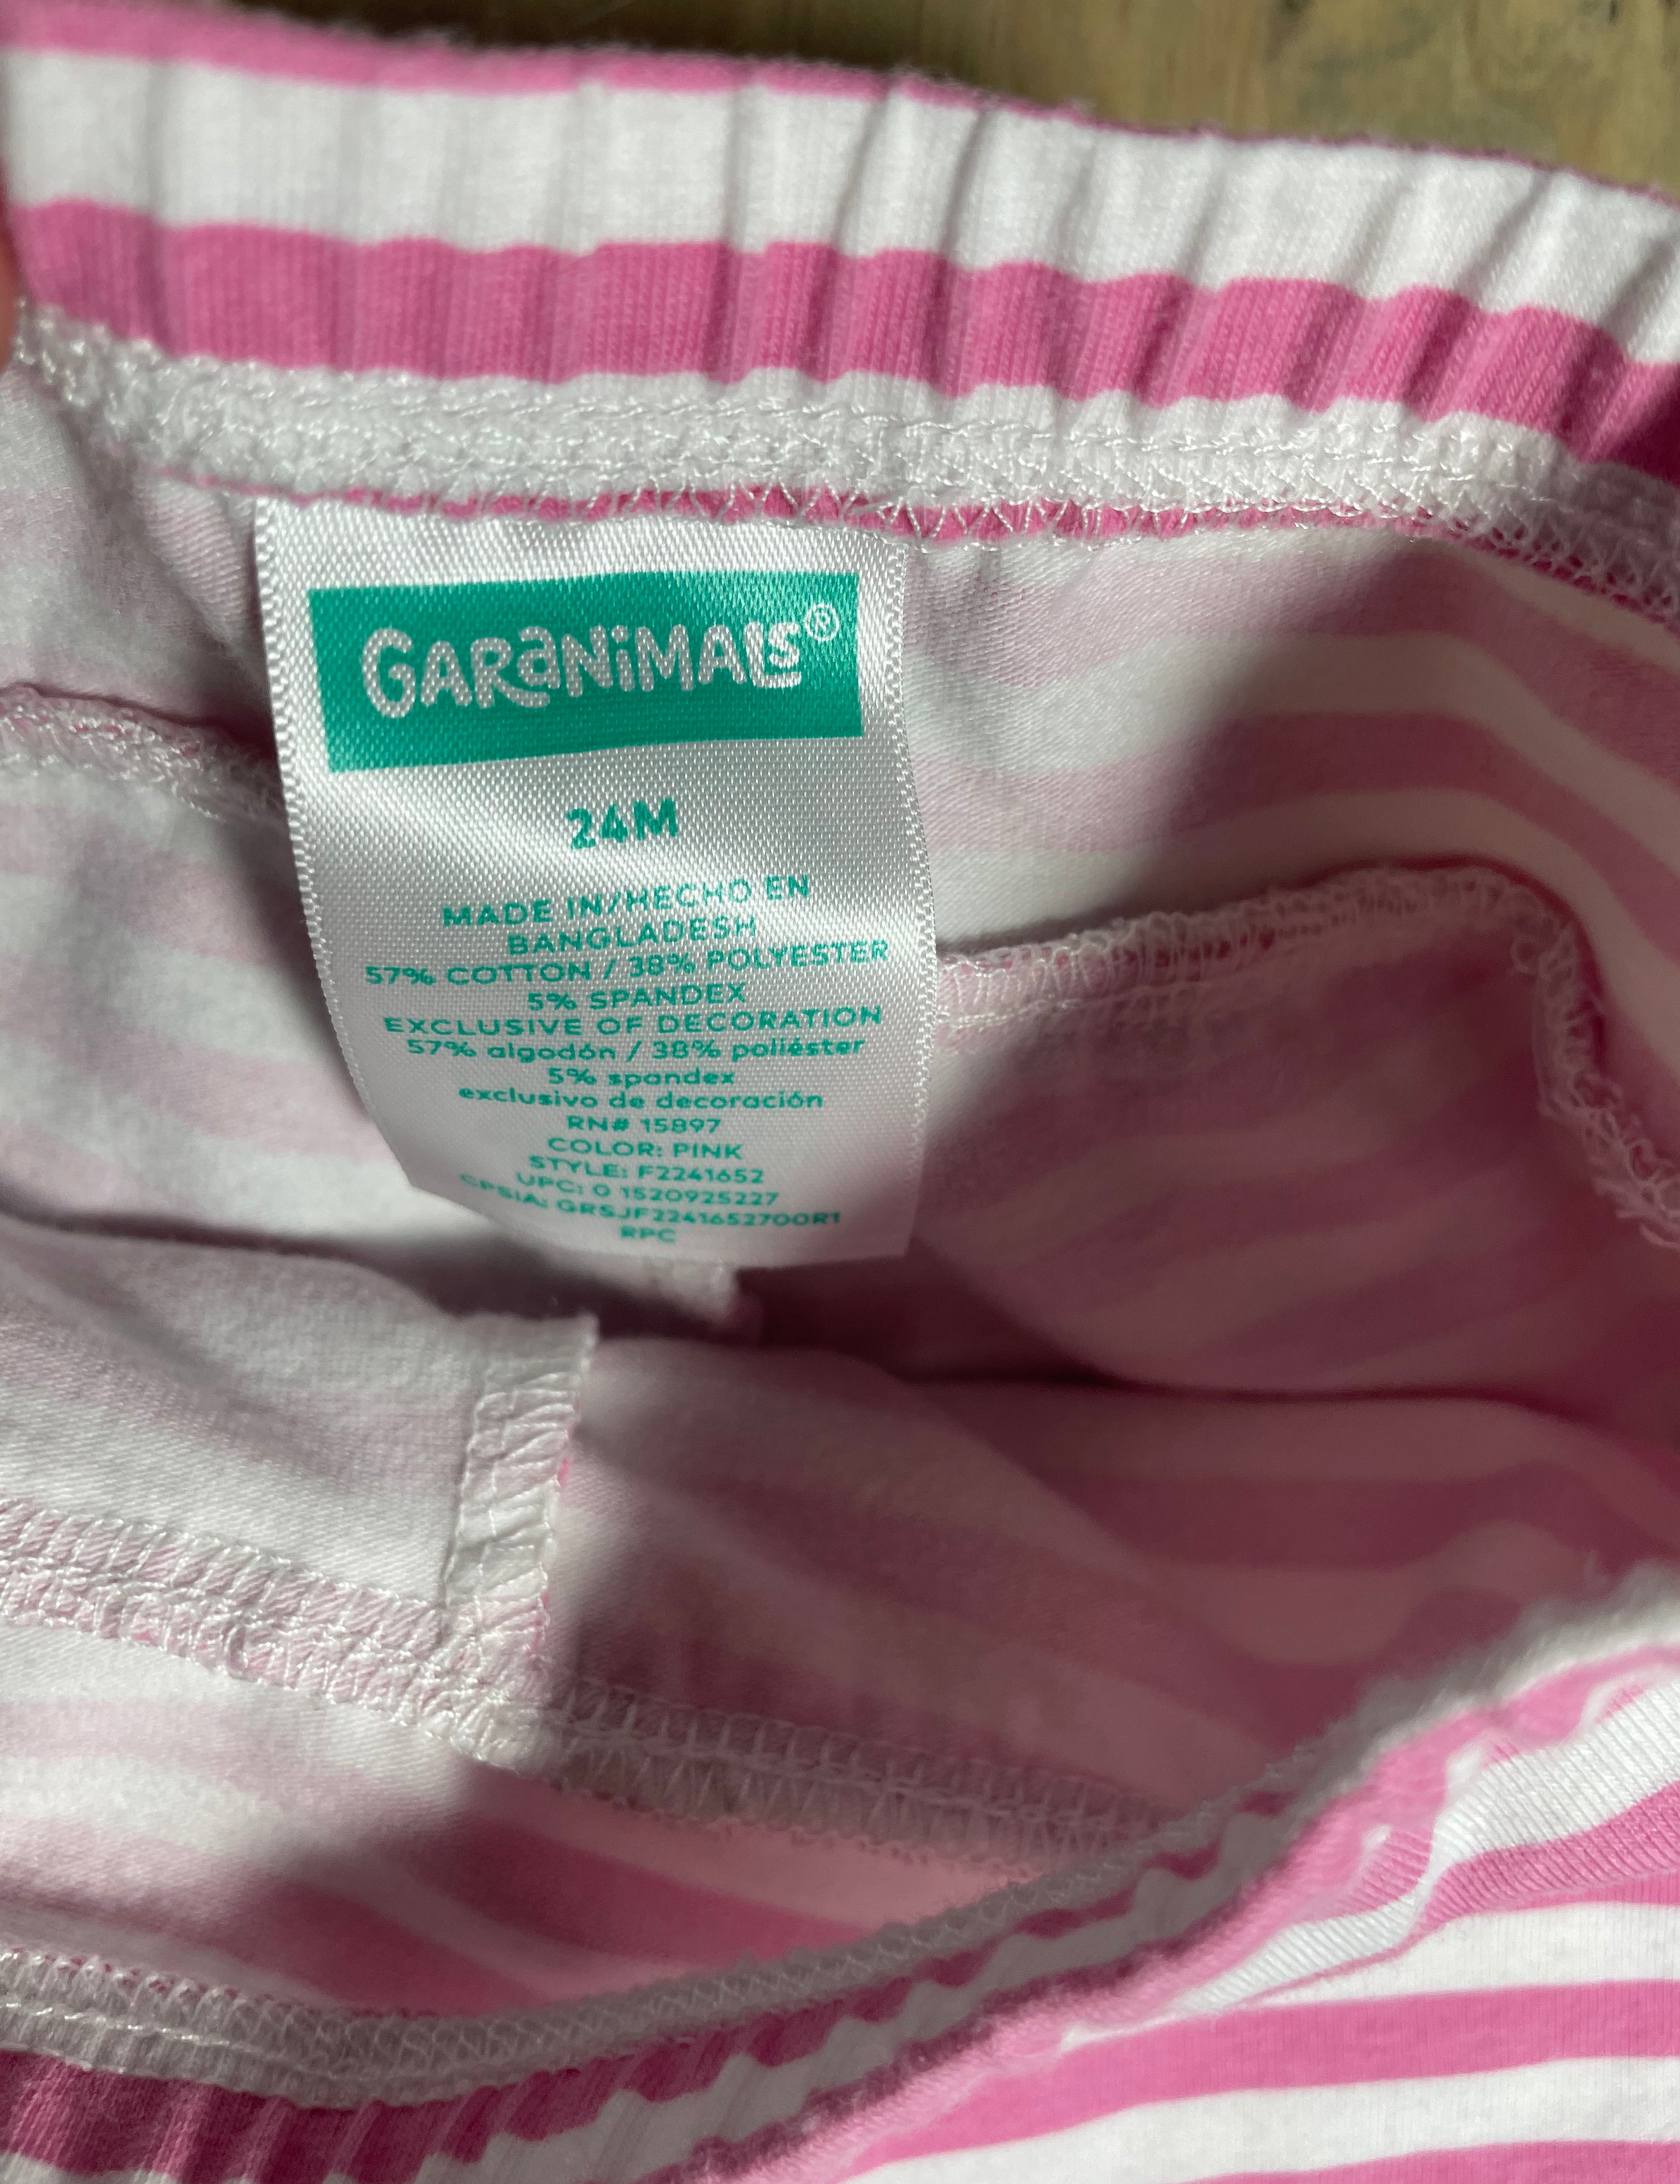 GARaNiMAlS®
24M
MADE IN/HECHO EN
BANGLADESH
57% COTTON / 38% POLYESTER
5% SPANDEX
EXCLUSIVE OF DECORATION
57% algodón / 38% poliéster
5% spandex
exclusivo de decoración
RN# 15897
COLOR: PINK
STYLE: F2241652
UPC: 0 1520925227
CPSIA: GRSJF2241652700R1
RPC